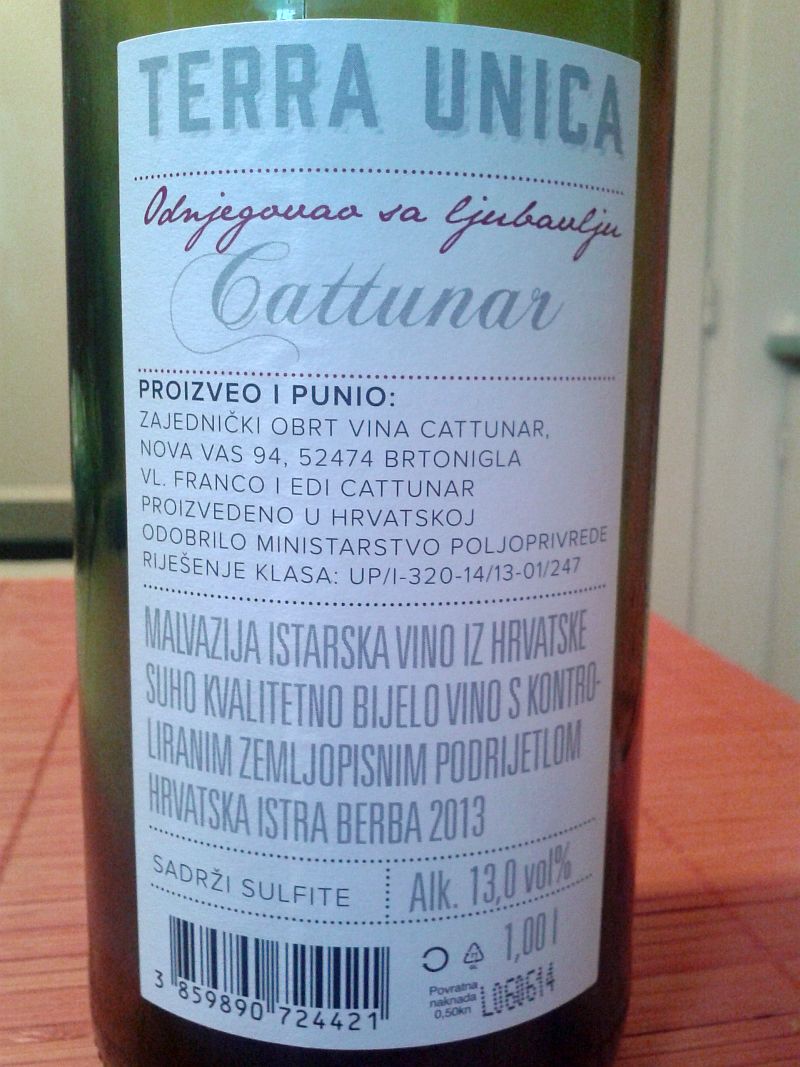 TERRA UNICA
Odnjegovao sa ljubavlju
Cattunar
PROIZVEO I PUNIO:
ZAJEDNIČKI OBRT VINA CATTUNAR,
NOVA VAS 94, 52474 BRTONIGLA
VL. FRANCO I EDI CATTUNAR
PROIZVEDENO U HRVATSKOJ
ODOBRILO MINISTARSTVO POLJOPRIVREDE
RIJEŠENJE KLASA: UP/I-320-14/13-01/247
MALVAZIJA ISTARSKA VINO IZ HRVATSKE
SUHO KVALITETNO BIJELO VINO S KONTRO-
LIRANIM ZEMLJOPISNIM PODRIJETLOM
HRVATSKA ISTRA BERBA 2013
SADRŽI SULFITE
Alk. 13,0 vol%
1,00 l
Povratna
naknada
0,50kn
L060614
3 859890 724421